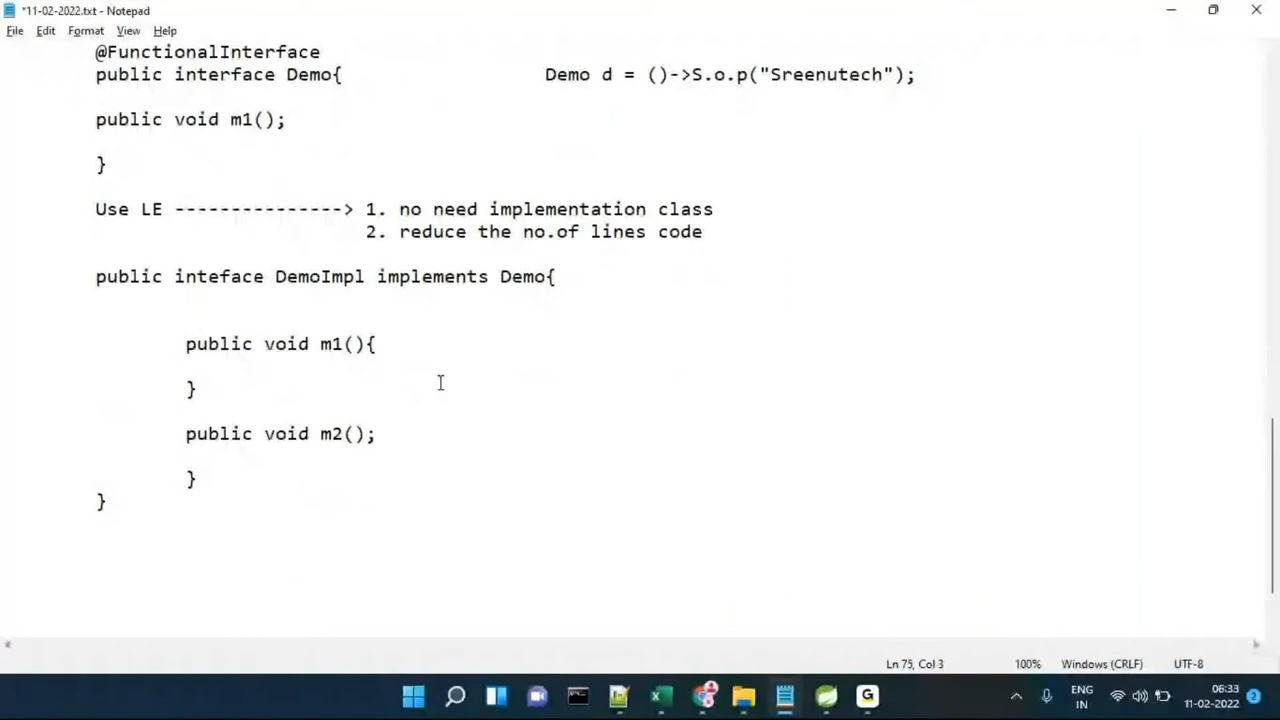 *11-02-2022.txt - Notepad
File Edit Format View Help
@FunctionalInterface
public interface Demo{ Demo d = ()->S.o.p("Sreenutech");
public void m1();
}
Use LE ---------------> 1. no need implementation class
2. reduce the no.of lines code
public inteface DemoImpl implements Demo{
public void m1(){
}
public void m2();
}
}
Ln 75, Col 3 100% Windows (CRLF) UTF-8
ENG 06:33
IN 11-02-2022 2